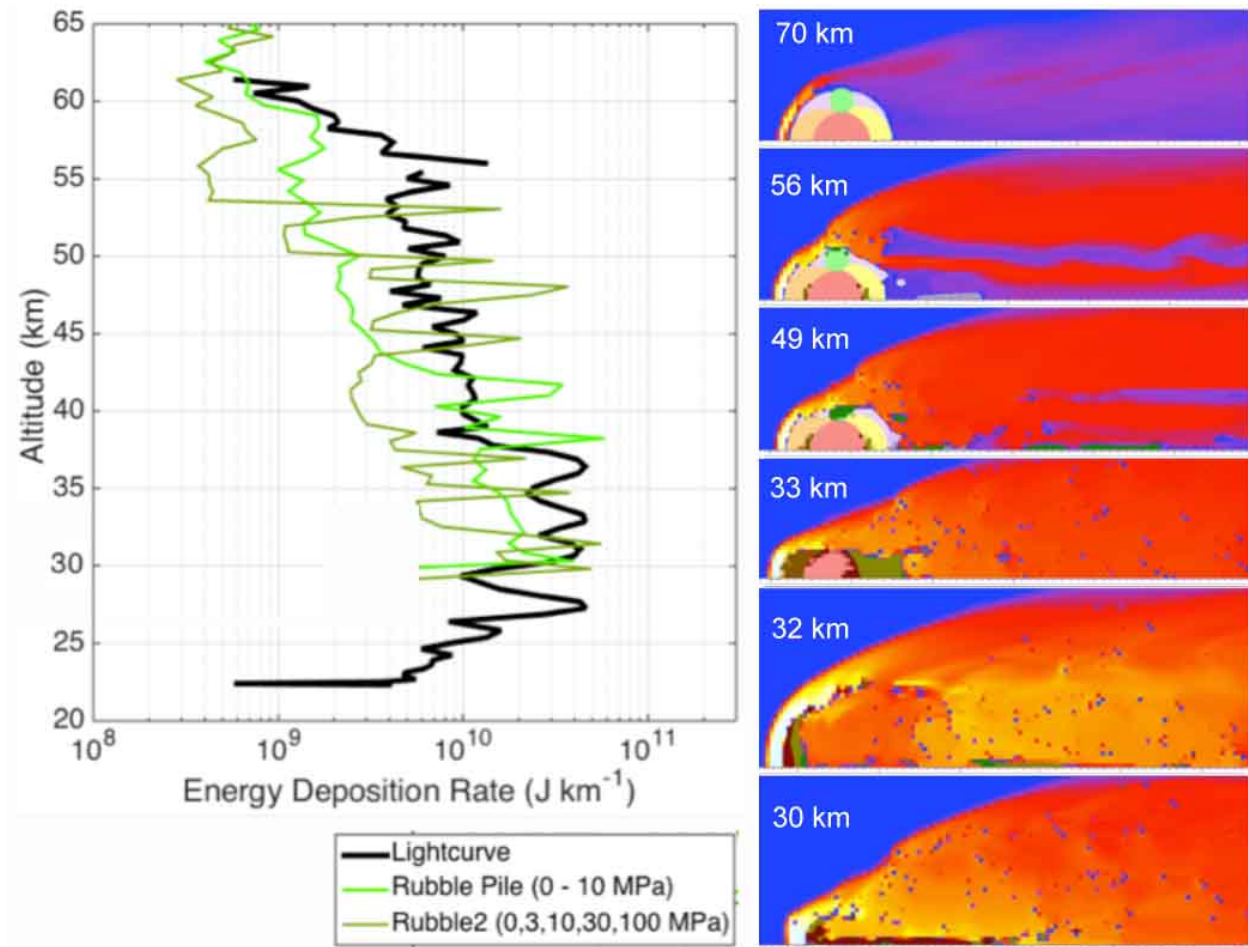 65
60
55
50
45
40
35
30
25
20
Altitude (km)
10^8
10^9
10^10
10^11
Energy Deposition Rate (J km^-1)
Lightcurve
Rubble Pile (0 - 10 MPa)
Rubble2 (0,3,10,30,100 MPa)
70 km
56 km
49 km
33 km
32 km
30 km